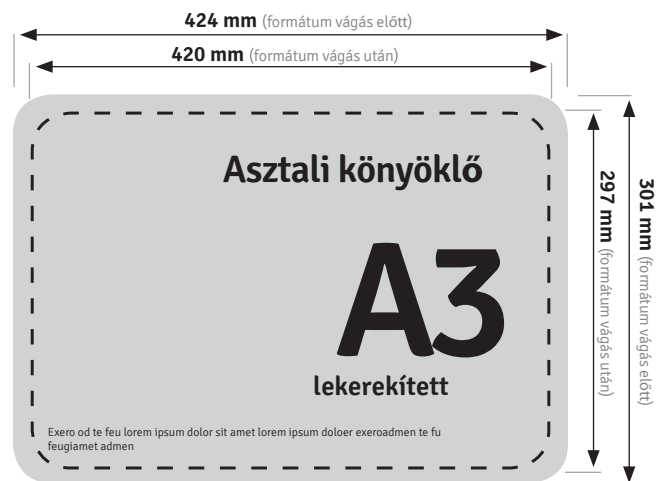 424 mm (formátum vágás előtt)
420 mm (formátum vágás után)
Asztali könyöklő
A3
lekerekített
Exero od te feu lorem ipsum dolor sit amet lorem ipsum doloer exeroadmen te fu
feugiamet admen
297 mm (formátum vágás után)
301 mm (formátum vágás előtt)